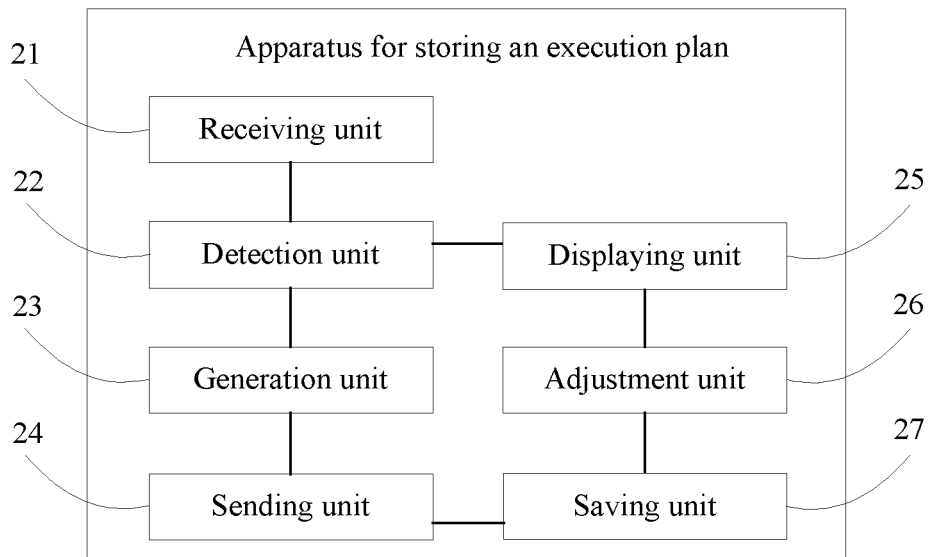 Apparatus for storing an execution plan
21
Receiving unit
22
Detection unit
25
Displaying unit
23
Generation unit
26
Adjustment unit
24
Sending unit
27
Saving unit